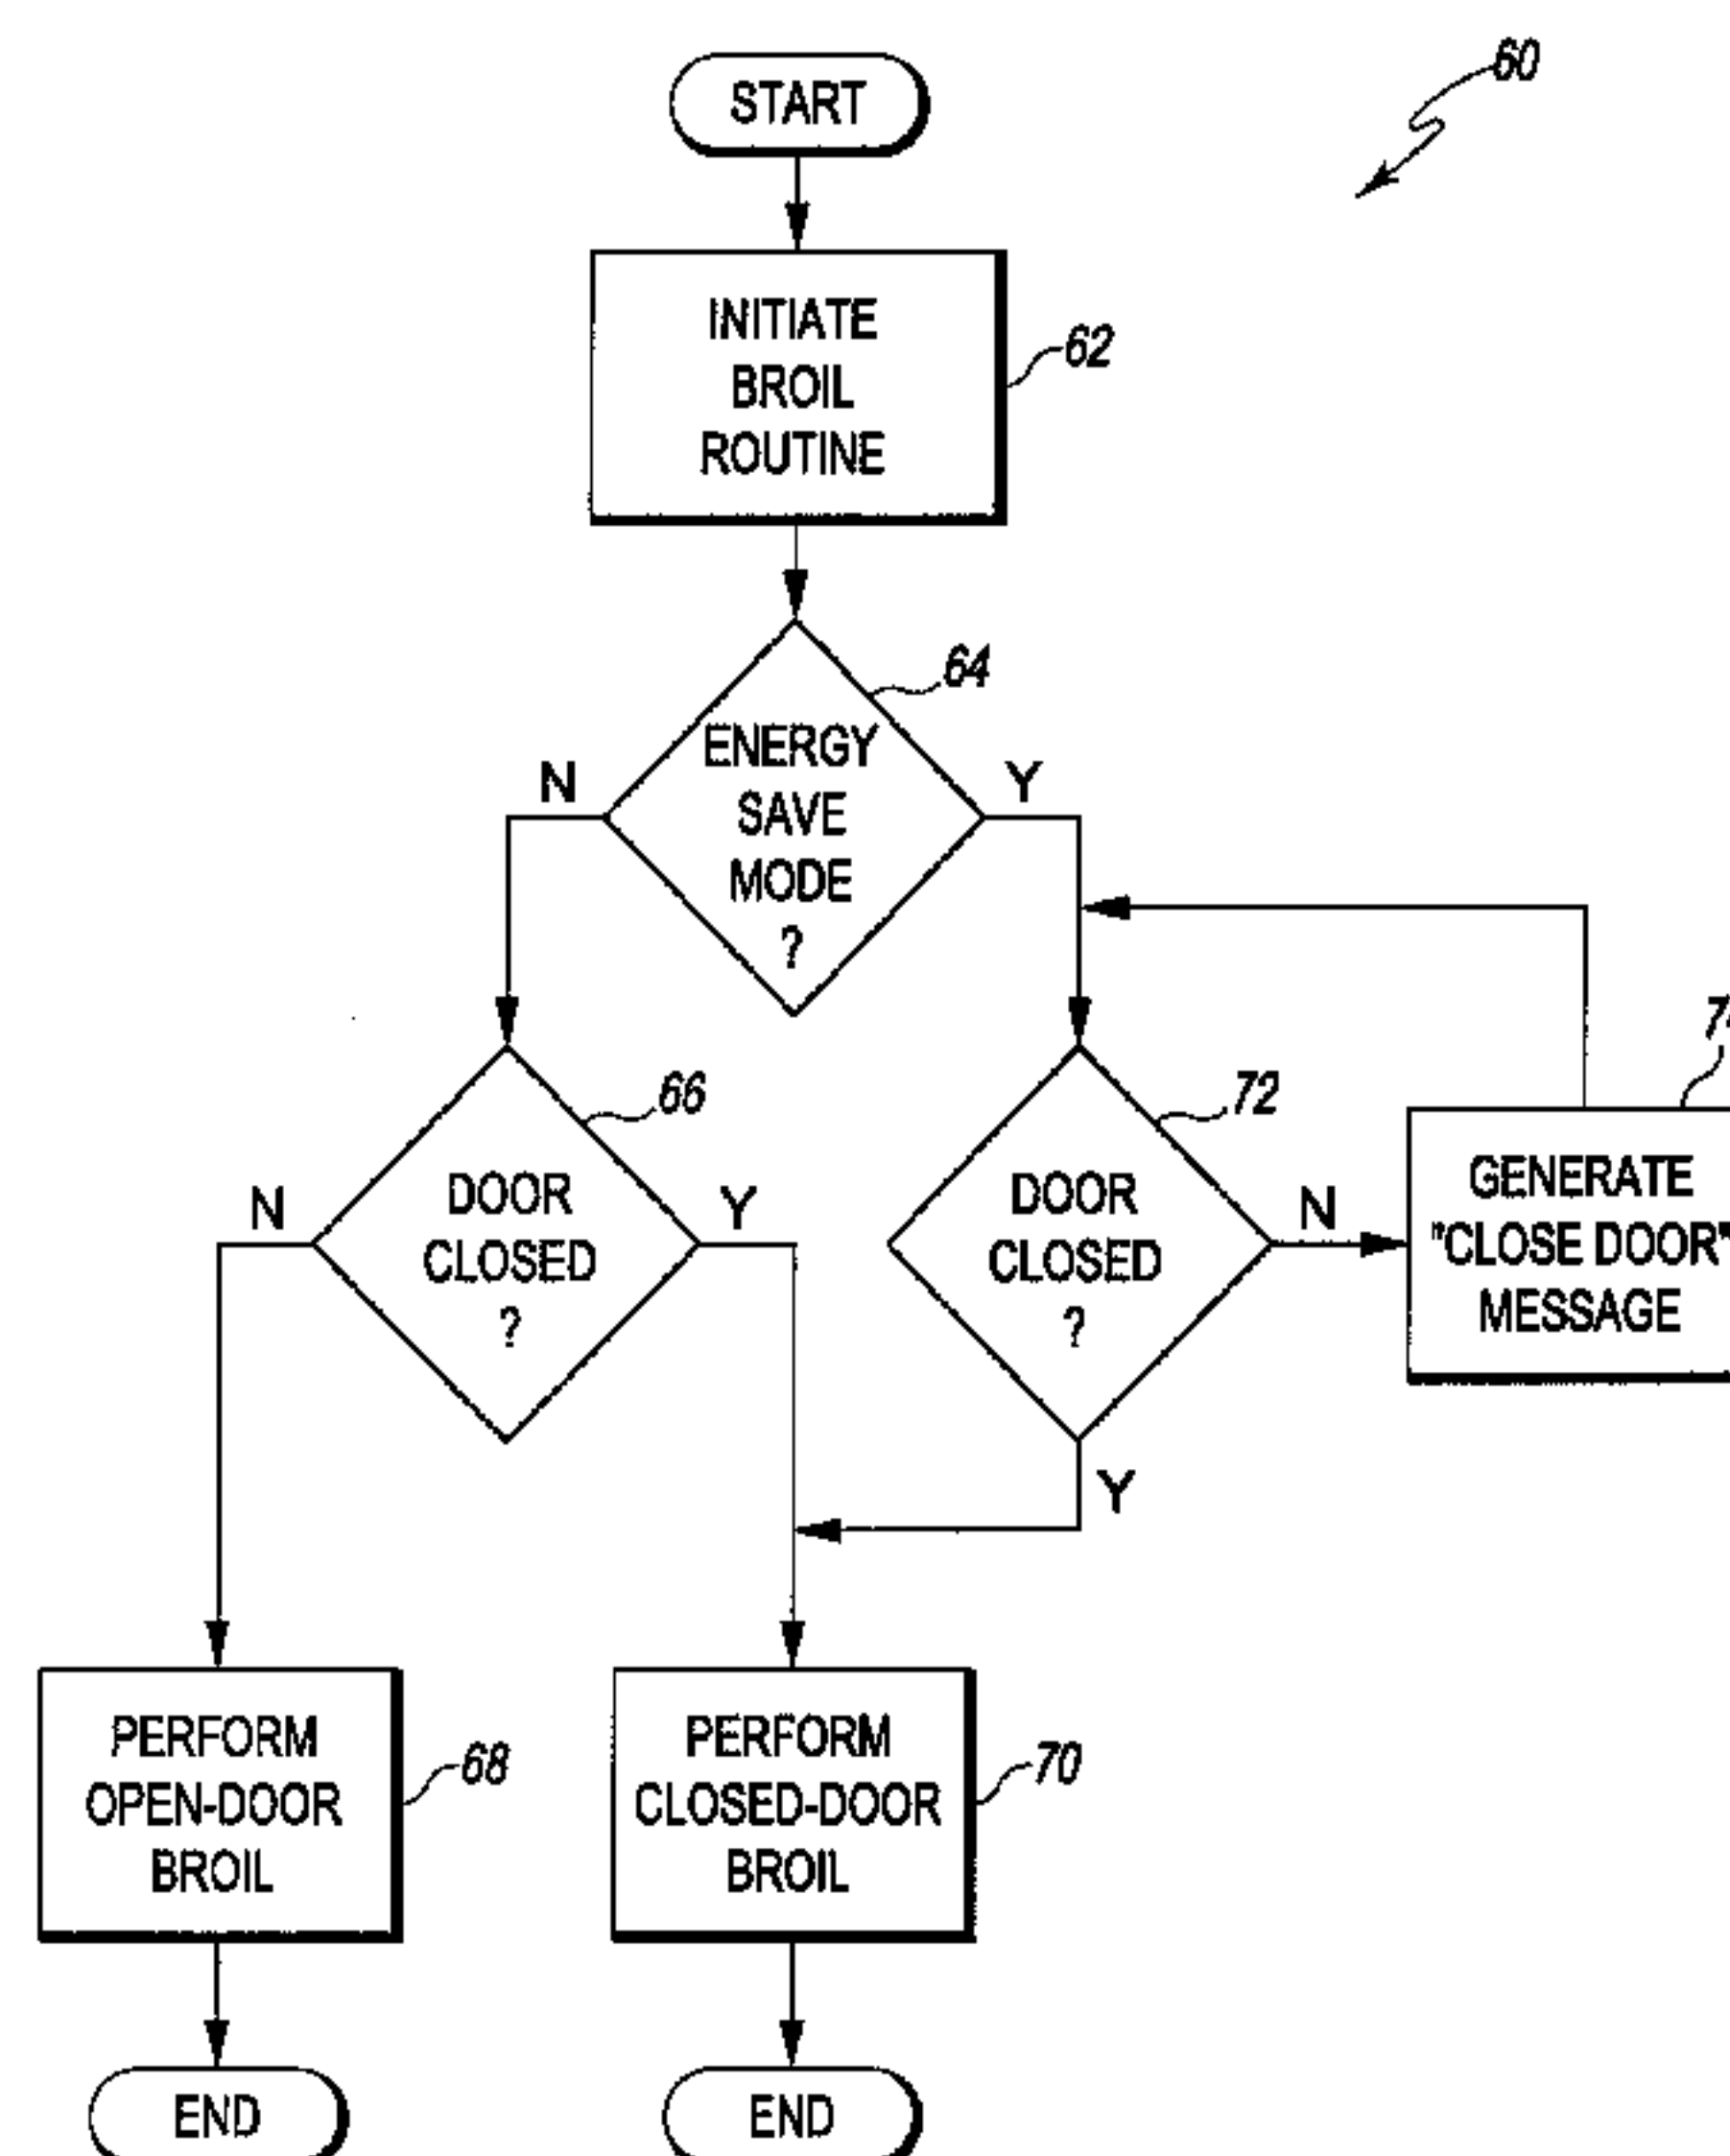 START
60
INITIATE
BROIL
ROUTINE
62
64
ENERGY
SAVE
MODE
?
N
Y
66
DOOR
CLOSED
?
N
Y
72
DOOR
CLOSED
?
N
Y
GENERATE
"CLOSE DOOR"
MESSAGE
PERFORM
OPEN-DOOR
BROIL
68
PERFORM
CLOSED-DOOR
BROIL
70
END
END